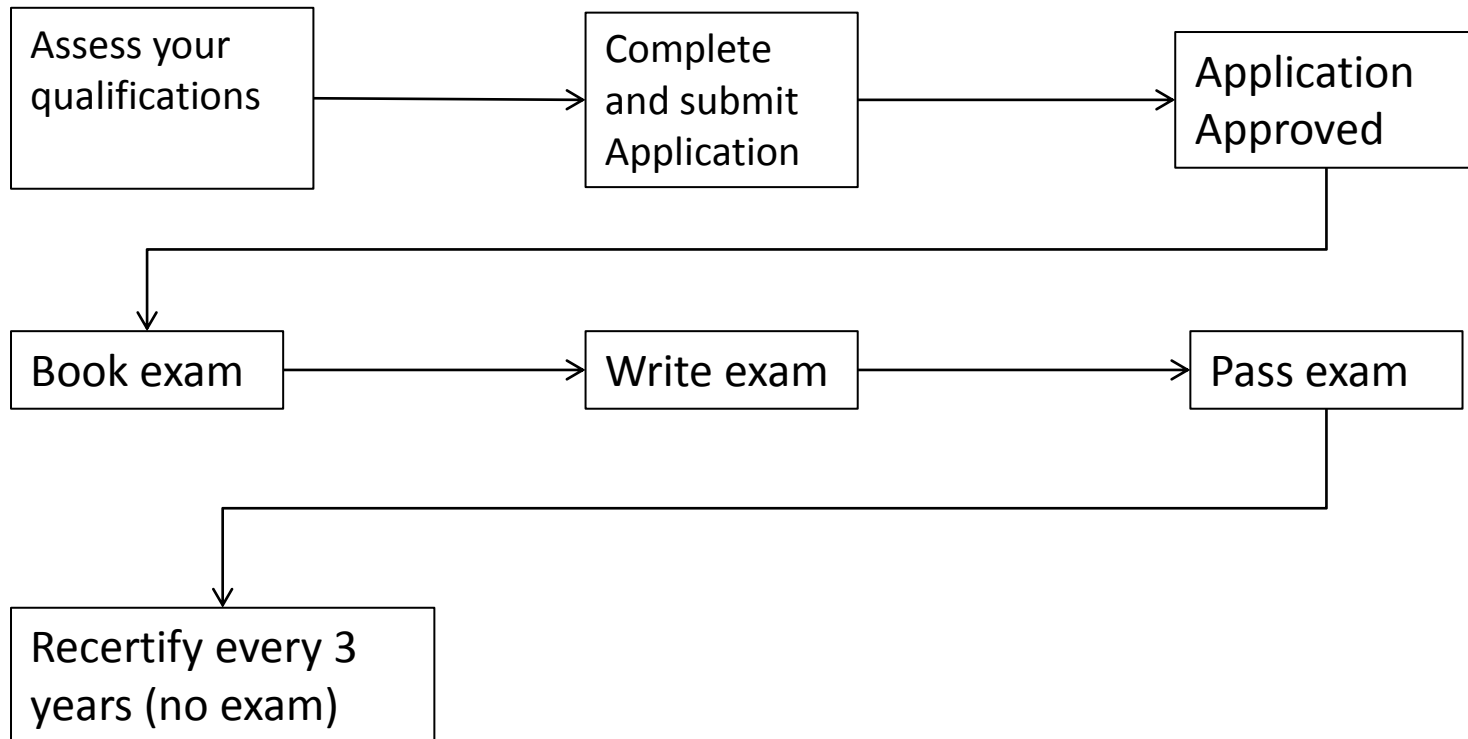 Assess your
qualifications
Complete
and submit
Application
Application
Approved
Book exam
Write exam
Pass exam
Recertify every 3
years (no exam)